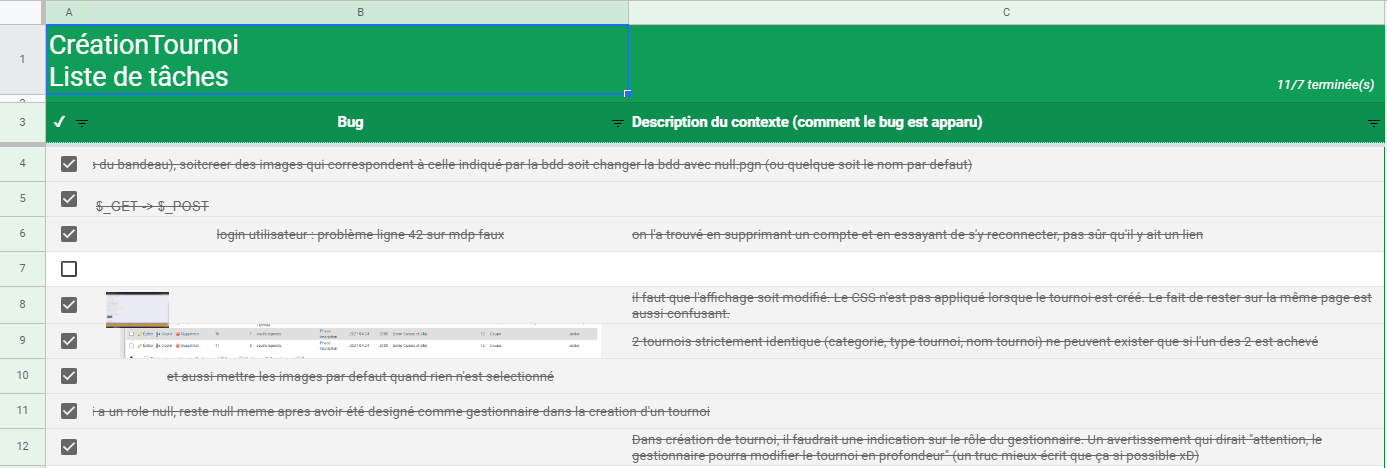 A B C
1 CréationTournoi
Liste de tâches
11/7 terminée(s)
3 ✓ Bug Description du contexte (comment le bug est apparu)
4 du bandeau), soitcreer des images qui correspondent à celle indiqué par la bdd soit changer la bdd avec null.pgn (ou quelque soit le nom par defaut)
5 $_GET -> $_POST
6 login utilisateur : problème ligne 42 sur mdp faux on l'a trouvé en supprimant un compte et en essayant de s'y reconnecter, pas sûr qu'il y ait un lien
7
8 il faut que l'affichage soit modifié. Le CSS n'est pas appliqué lorsque le tournoi est créé. Le fait de rester sur la même page est
aussi confusant.
9 2 tournois strictement identique (categorie, type tournoi, nom tournoi) ne peuvent exister que si l'un des 2 est achevé
10 et aussi mettre les images par defaut quand rien n'est selectionné
11 a un role null, reste null meme apres avoir été designé comme gestionnaire dans la creation d'un tournoi
12 Dans création de tournoi, il faudrait une indication sur le rôle du gestionnaire. Un avertissement qui dirait "attention, le
gestionnaire pourra modifier le tournoi en profondeur" (un truc mieux écrit que ça si possible xD)